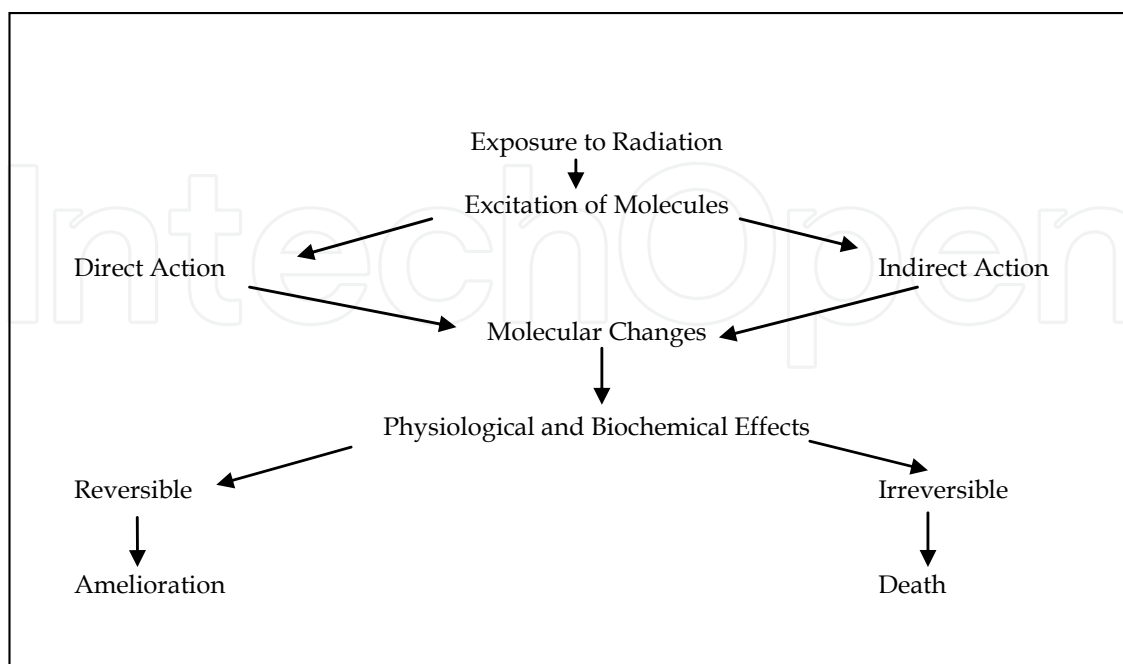 Exposure to Radiation
Excitation of Molecules
Direct Action
Indirect Action
Molecular Changes
Physiological and Biochemical Effects
Reversible
Irreversible
Amelioration
Death
IntechOpen